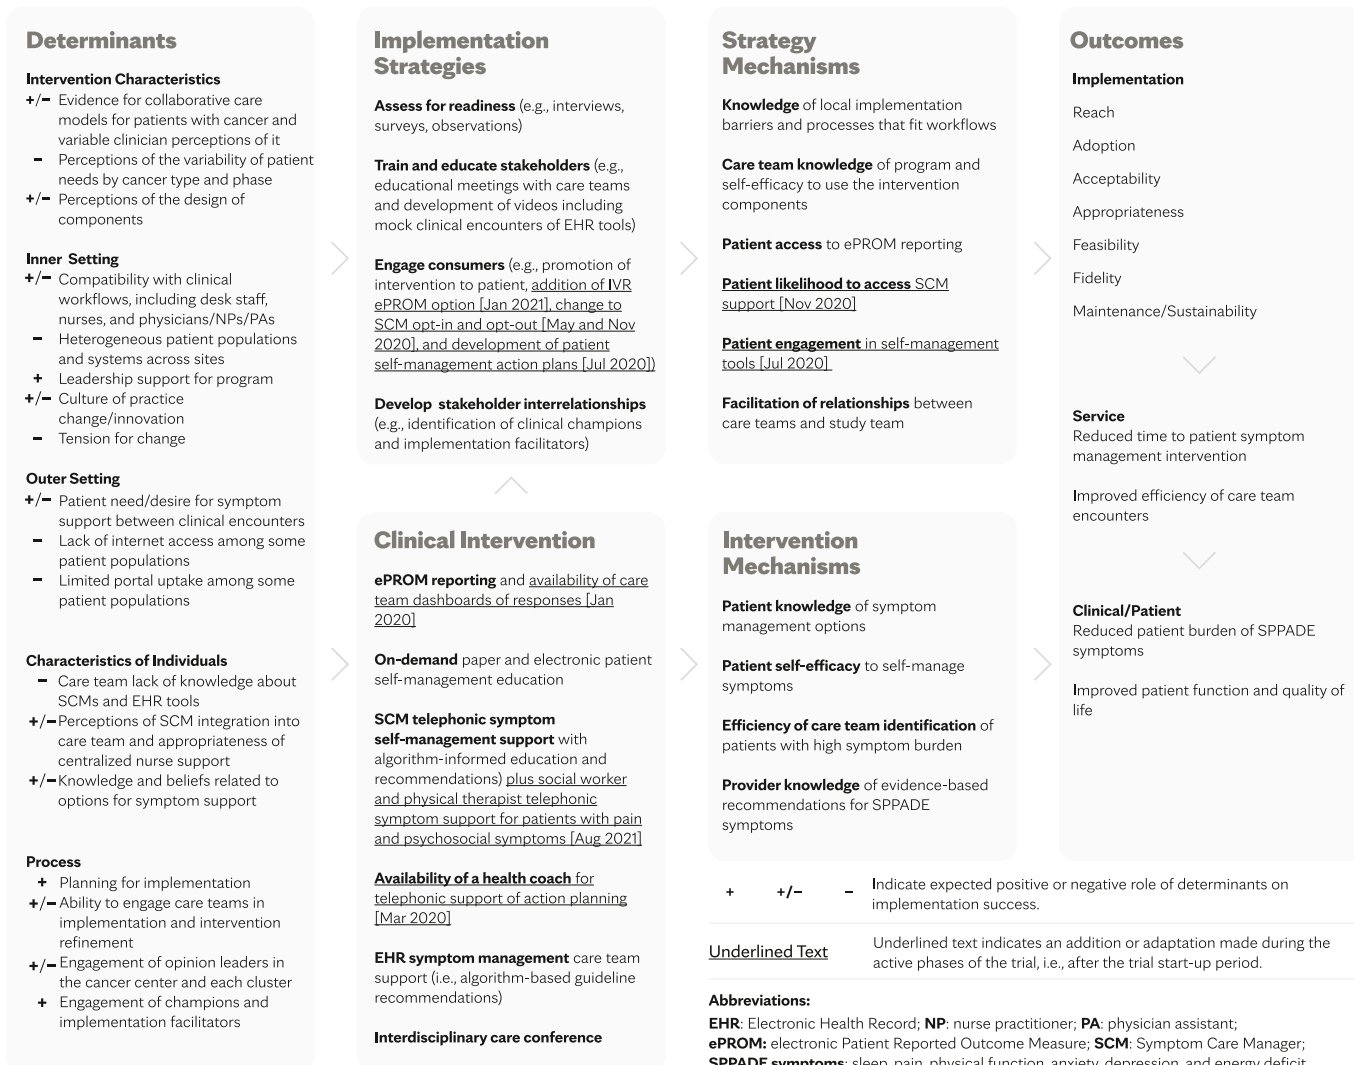 Determinants
Intervention Characteristics
+/− Evidence for collaborative care
models for patients with cancer and
variable clinician perceptions of it
− Perceptions of the variability of patient
needs by cancer type and phase
+/− Perceptions of the design of
components
Inner Setting
+/− Compatibility with clinical
workflows, including desk staff,
nurses, and physicians/NPs/PAs
− Heterogeneous patient populations
and systems across sites
+ Leadership support for program
+/− Culture of practice
change/innovation
− Tension for change
Outer Setting
+/− Patient need/desire for symptom
support between clinical encounters
− Lack of internet access among some
patient populations
− Limited portal uptake among some
patient populations
Characteristics of Individuals
− Care team lack of knowledge about
SCMs and EHR tools
+/− Perceptions of SCM integration into
care team and appropriateness of
centralized nurse support
+/− Knowledge and beliefs related to
options for symptom support
Process
+ Planning for implementation
+/− Ability to engage care teams in
implementation and intervention
refinement
+/− Engagement of opinion leaders in
the cancer center and each cluster
+ Engagement of champions and
implementation facilitators
Implementation
Strategies
Assess for readiness (e.g., interviews,
surveys, observations)
Train and educate stakeholders (e.g.,
educational meetings with care teams
and development of videos including
mock clinical encounters of EHR tools)
Engage consumers (e.g., promotion of
intervention to patient, addition of IVR
ePROM option [Jan 2021], change to
SCM opt-in and opt-out [May and Nov
2020], and development of patient
self-management action plans [Jul 2020])
Develop stakeholder interrelationships
(e.g., identification of clinical champions
and implementation facilitators)
Clinical Intervention
ePROM reporting and availability of care
team dashboards of responses [Jan
2020]
On-demand paper and electronic patient
self-management education
SCM telephonic symptom
self-management support with
algorithm-informed education and
recommendations) plus social worker
and physical therapist telephonic
symptom support for patients with pain
and psychosocial symptoms [Aug 2021]
Availability of a health coach for
telephonic support of action planning
[Mar 2020]
EHR symptom management care team
support (i.e., algorithm-based guideline
recommendations)
Interdisciplinary care conference
Strategy
Mechanisms
Knowledge of local implementation
barriers and processes that fit workflows
Care team knowledge of program and
self-efficacy to use the intervention
components
Patient access to ePROM reporting
Patient likelihood to access SCM
support [Nov 2020]
Patient engagement in self-management
tools [Jul 2020]
Facilitation of relationships between
care teams and study team
Intervention
Mechanisms
Patient knowledge of symptom
management options
Patient self-efficacy to self-manage
symptoms
Efficiency of care team identification of
patients with high symptom burden
Provider knowledge of evidence-based
recommendations for SPPADE
symptoms
Outcomes
Implementation
Reach
Adoption
Acceptability
Appropriateness
Feasibility
Fidelity
Maintenance/Sustainability
Service
Reduced time to patient symptom
management intervention
Improved efficiency of care team
encounters
Clinical/Patient
Reduced patient burden of SPPADE
symptoms
Improved patient function and quality of
life
+ +/− − Indicate expected positive or negative role of determinants on
implementation success.
Underlined Text Underlined text indicates an addition or adaptation made during the
active phases of the trial, i.e., after the trial start-up period.
Abbreviations:
EHR: Electronic Health Record; NP: nurse practitioner; PA: physician assistant;
ePROM: electronic Patient Reported Outcome Measure; SCM: Symptom Care Manager;
SPPADE symptoms: sleep, pain, physical function, anxiety, depression, and energy deficit